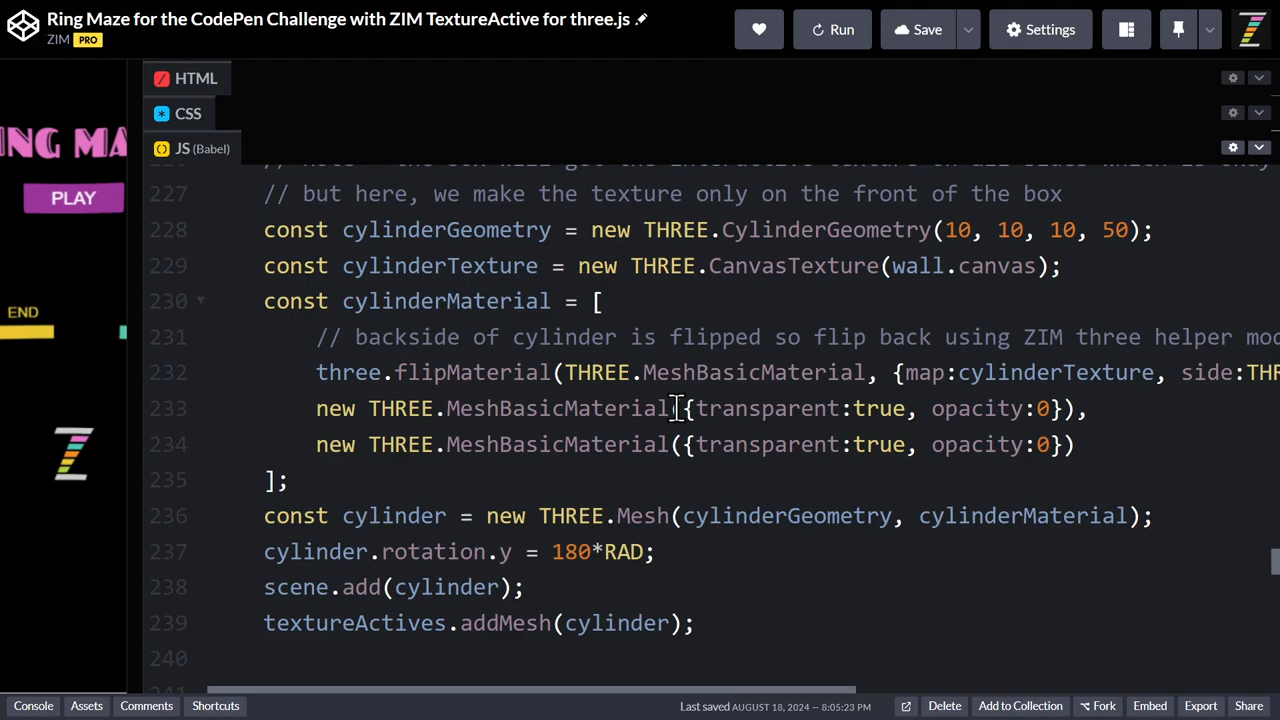 Ring Maze for the CodePen Challenge with ZIM TextureActive for three.js
ZIM PRO
Run
Save
Settings
HTML
CSS
JS (Babel)
ING MA
PLAY
END
227 // but here, we make the texture only on the front of the box
228 const cylinderGeometry = new THREE.CylinderGeometry(10, 10, 10, 50);
229 const cylinderTexture = new THREE.CanvasTexture(wall.canvas);
230 const cylinderMaterial = [
231 // backside of cylinder is flipped so flip back using ZIM three helper mod
232 three.flipMaterial(THREE.MeshBasicMaterial, {map:cylinderTexture, side:THR
233 new THREE.MeshBasicMaterial({transparent:true, opacity:0}),
234 new THREE.MeshBasicMaterial({transparent:true, opacity:0})
235 ];
236 const cylinder = new THREE.Mesh(cylinderGeometry, cylinderMaterial);
237 cylinder.rotation.y = 180*RAD;
238 scene.add(cylinder);
239 textureActives.addMesh(cylinder);
240
Console Assets Comments Shortcuts Last saved AUGUST 18, 2024 — 8:05:23 PM Delete Add to Collection Fork Embed Export Share